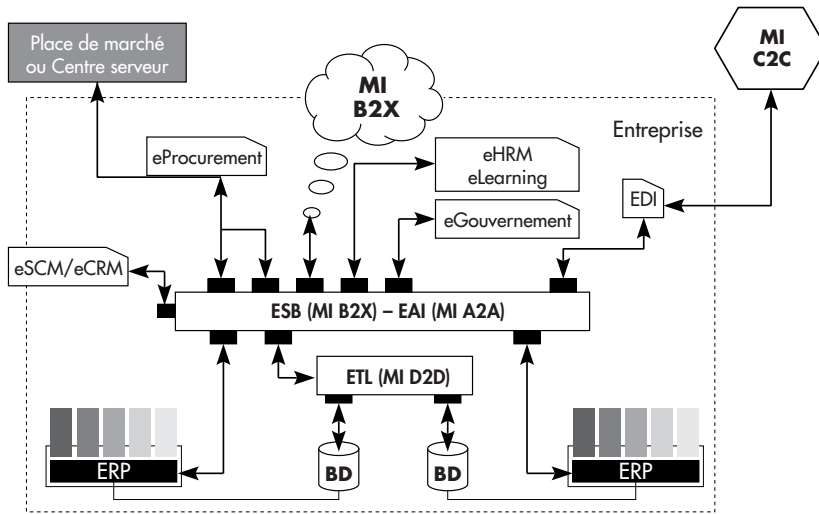 Place de marché
ou Centre serveur
MI
B2X
MI
C2C
Entreprise
eProcurement
eHRM
eLearning
EDI
eGouvernement
eSCM/eCRM
ESB (MI B2X) – EAI (MI A2A)
ETL (MI D2D)
ERP
BD
BD
ERP